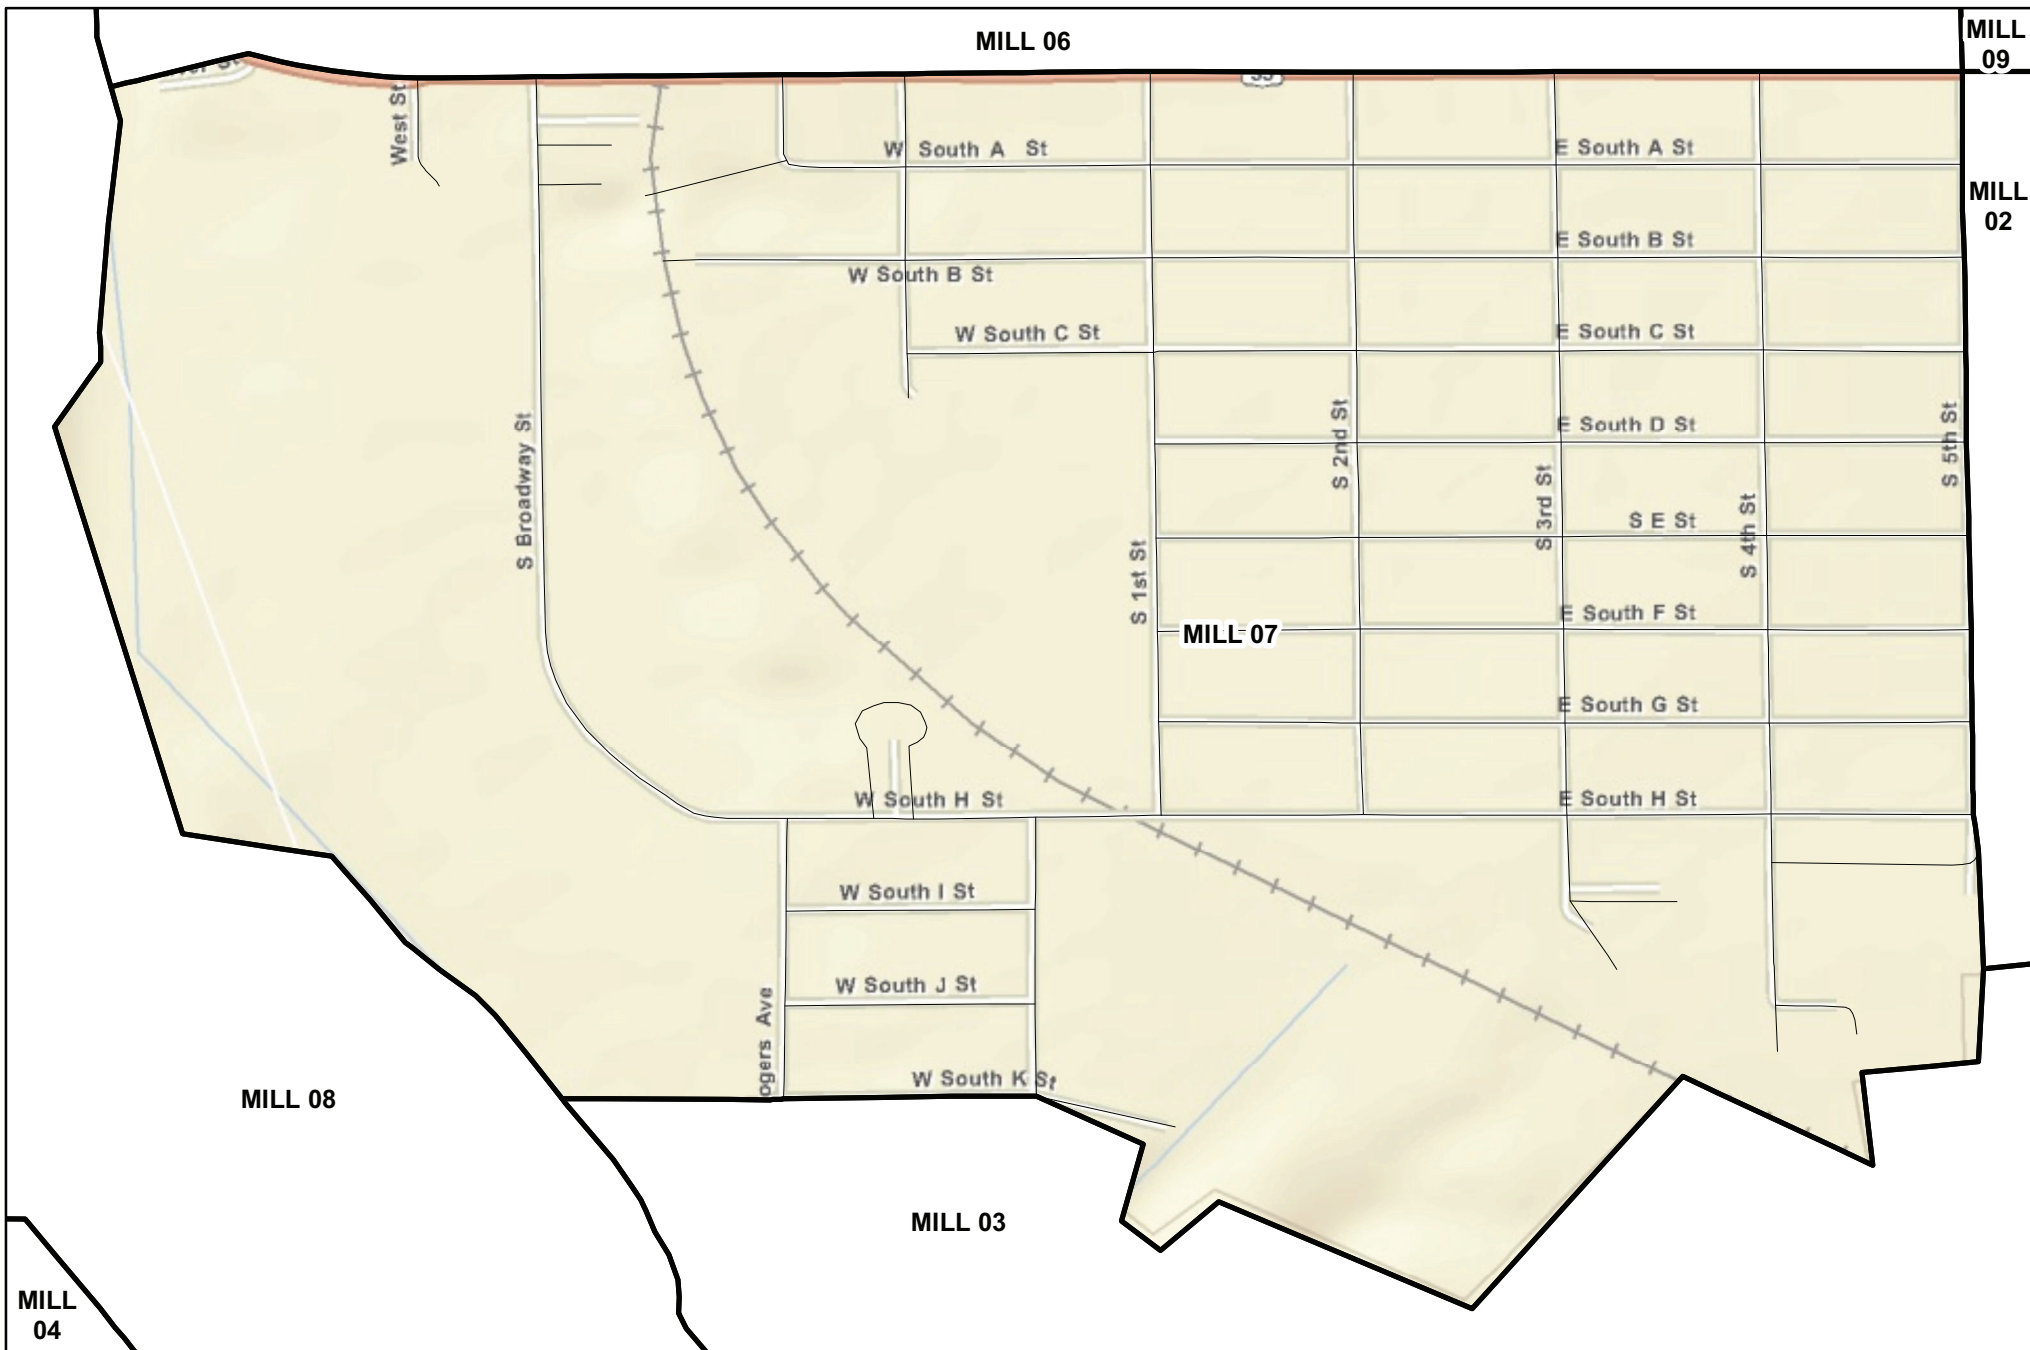 MILL 06
MILL
09
West St
W South A St
E South A St
MILL
02
E South B St
W South B St
W South C St
E South C St
S Broadway St
S 2nd St
E South D St
S 5th St
S 3rd St
S E St
S 4th St
S 1st St
E South F St
MILL 07
E South G St
W South H St
E South H St
W South I St
W South J St
ogers Ave
W South K St
MILL 08
MILL 03
MILL
04